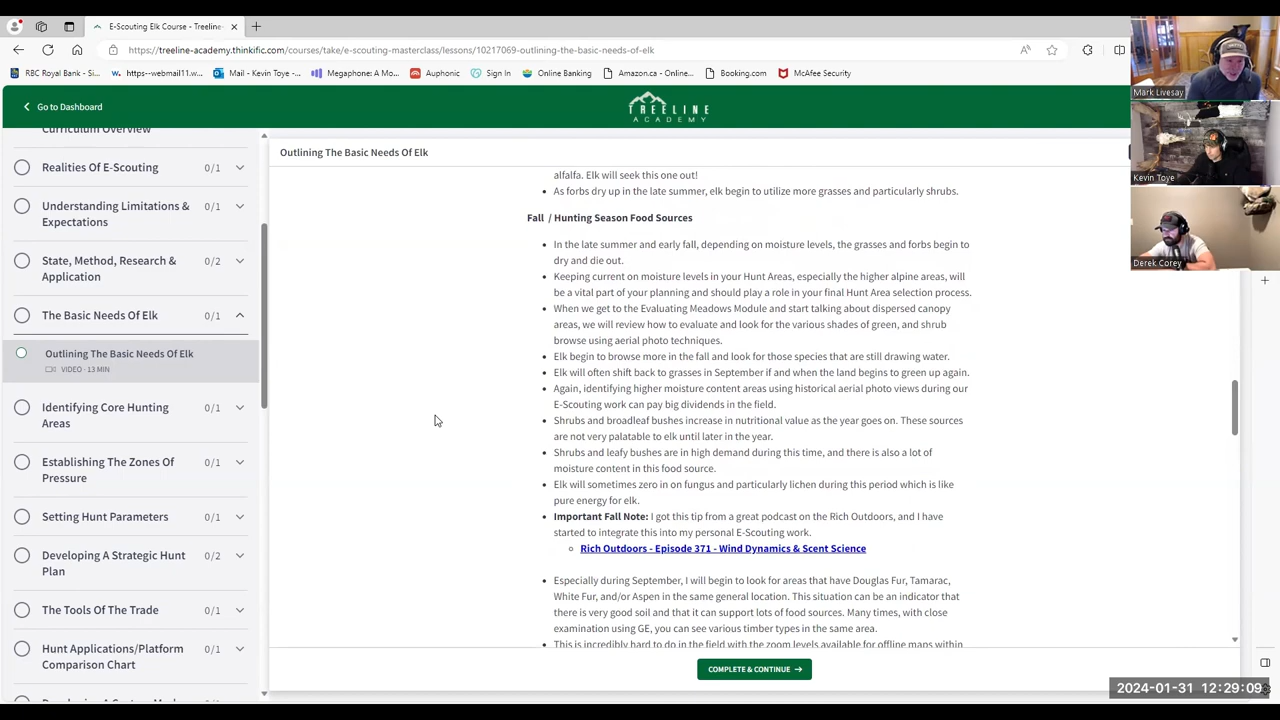 E-Scouting Elk Course - Treeline-
https://treeline-academy.thinkific.com/courses/take/e-scouting-masterclass/lessons/10217069-outlining-the-basic-needs-of-elk
RBC Royal Bank - Si...
https--webmail11.w...
Mail - Kevin Toye -...
Megaphone: A Mo...
Auphonic
Sign In
Online Banking
Amazon.ca - Onlin...
Booking.com
McAfee Security
Go to Dashboard
TREELINE
ACADEMY
Curriculum Overview
Realities Of E-Scouting 0/1
Understanding Limitations & 0/1
Expectations
State, Method, Research & 0/2
Application
The Basic Needs Of Elk 0/1
Outlining The Basic Needs Of Elk
VIDEO · 13 MIN
Identifying Core Hunting 0/1
Areas
Establishing The Zones Of 0/1
Pressure
Setting Hunt Parameters 0/1
Developing A Strategic Hunt 0/2
Plan
The Tools Of The Trade 0/1
Hunt Applications/Platform 0/1
Comparison Chart
Outlining The Basic Needs Of Elk
alfalfa. Elk will seek this one out!
• As forbs dry up in the late summer, elk begin to utilize more grasses and particularly shrubs.
Fall / Hunting Season Food Sources
• In the late summer and early fall, depending on moisture levels, the grasses and forbs begin to
dry and die out.
• Keeping current on moisture levels in your Hunt Areas, especially the higher alpine areas, will
be a vital part of your planning and should play a role in your final Hunt Area selection process.
• When we get to the Evaluating Meadows Module and start talking about dispersed canopy
areas, we will review how to evaluate and look for the various shades of green, and shrub
browse using aerial photo techniques.
• Elk begin to browse more in the fall and look for those species that are still drawing water.
• Elk will often shift back to grasses in September if and when the land begins to green up again.
• Again, identifying higher moisture content areas using historical aerial photo views during our
E-Scouting work can pay big dividends in the field.
• Shrubs and broadleaf bushes increase in nutritional value as the year goes on. These sources
are not very palatable to elk until later in the year.
• Shrubs and leafy bushes are in high demand during this time, and there is also a lot of
moisture content in this food source.
• Elk will sometimes zero in on fungus and particularly lichen during this period which is like
pure energy for elk.
• Important Fall Note: I got this tip from a great podcast on the Rich Outdoors, and I have
started to integrate this into my personal E-Scouting work.
○ Rich Outdoors - Episode 371 - Wind Dynamics & Scent Science
• Especially during September, I will begin to look for areas that have Douglas Fur, Tamarac,
White Fur, and/or Aspen in the same general location. This situation can be an indicator that
there is very good soil and that it can support lots of food sources. Many times, with close
examination using GE, you can see various timber types in the same area.
• This is incredibly hard to do in the field with the zoom levels available for offline maps within
COMPLETE & CONTINUE →
Mark Livesay
Kevin Toye
Derek Corey
2024-01-31 12:29:09